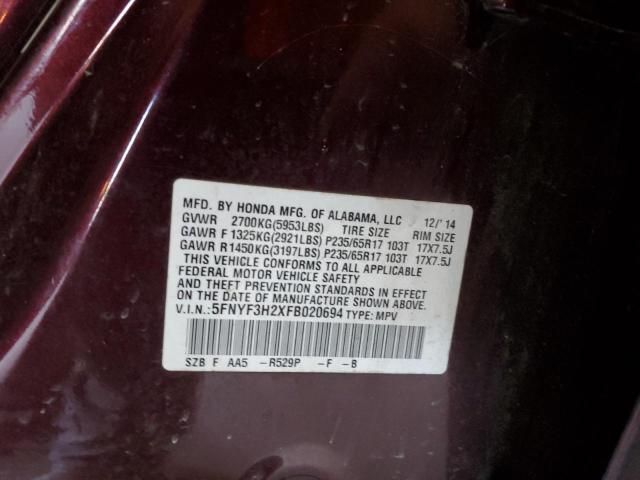 MFD. BY HONDA MFG. OF ALABAMA, LLC 12/'14
GVWR 2700KG(5953LBS) TIRE SIZE RIM SIZE
GAWR F 1325KG(2921LBS) P235/65R17 103T 17X7.5J
GAWR R1450KG(3197LBS) P235/65R17 103T 17X7.5J
THIS VEHICLE CONFORMS TO ALL APPLICABLE
FEDERAL MOTOR VEHICLE SAFETY
AND THEFT PREVENTION STANDARDS IN EFFECT
ON THE DATE OF MANUFACTURE SHOWN ABOVE.
V.I.N.:5FNYF3H2XFB020694 TYPE: MPV
SZB F AA5 -R529P -F -B